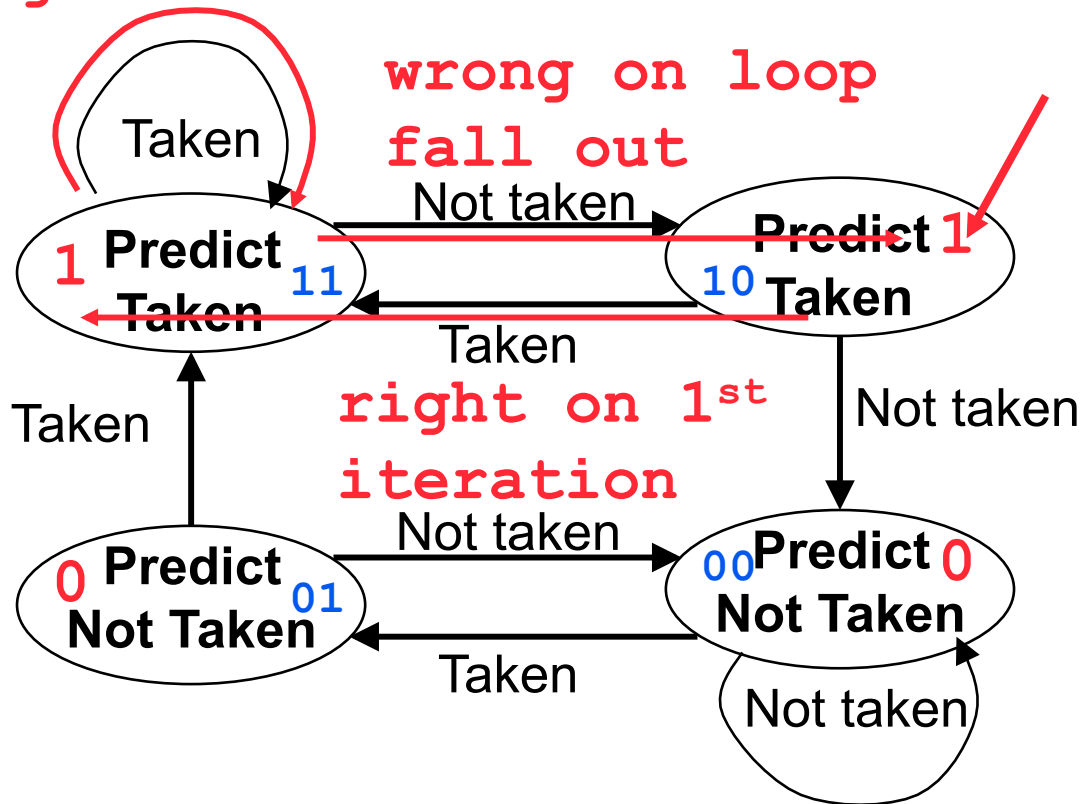 wrong on loop
fall out
Taken
Not taken
1 Predict 11
Taken
10 Predict 1
Taken
Taken
Taken
right on 1st
iteration
Not taken
Not taken
0 Predict 01
Not Taken
00 Predict 0
Not Taken
Taken
Not taken